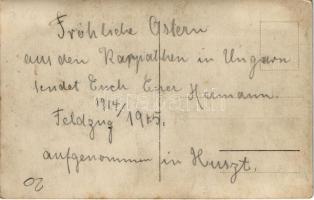 Fröhliche Ostern
aus den Karpathen in Ungarn
sendet Euch Euer Hermann.
1914/
Feldzug 1915.
aufgenommen in Huszt.